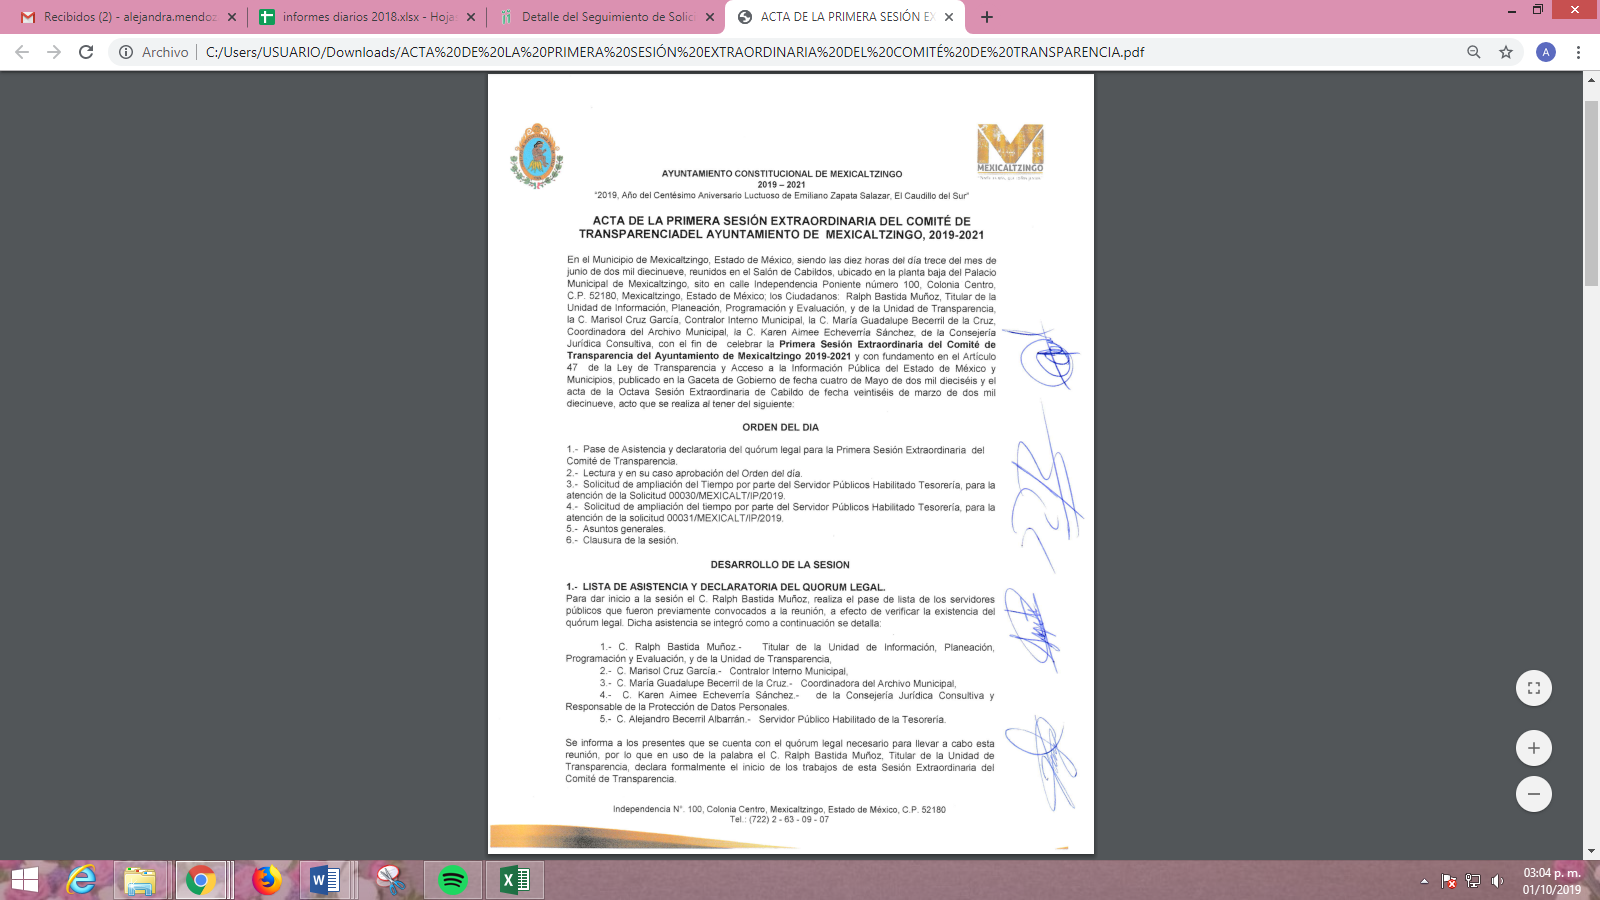 Recibidos (2) - alejandra.mendoz
informes diarios 2018.xlsx - Hoja
Detalle del Seguimiento de Solic
ACTA DE LA PRIMERA SESIÓN EX
Archivo
C:/Users/USUARIO/Downloads/ACTA%20DE%20LA%20PRIMERA%20SESIÓN%20EXTRAORDINARIA%20DEL%20COMITÉ%20DE%20TRANSPARENCIA.pdf
A
M
MEXICALTZINGO
AYUNTAMIENTO CONSTITUCIONAL DE MEXICALTZINGO
2019 – 2021
"2019, Año del Centésimo Aniversario Luctuoso de Emiliano Zapata Salazar, El Caudillo del Sur"
ACTA DE LA PRIMERA SESIÓN EXTRAORDINARIA DEL COMITÉ DE
TRANSPARENCIADEL AYUNTAMIENTO DE MEXICALTZINGO, 2019-2021
En el Municipio de Mexicaltzingo, Estado de México, siendo las diez horas del día trece del mes de
junio de dos mil diecinueve, reunidos en el Salón de Cabildos, ubicado en la planta baja del Palacio
Municipal de Mexicaltzingo, sito en calle Independencia Poniente número 100, Colonia Centro,
C.P. 52180, Mexicaltzingo, Estado de México; los Ciudadanos: Ralph Bastida Muñoz, Titular de la
Unidad de Información, Planeación, Programación y Evaluación, y de la Unidad de Transparencia,
la C. Marisol Cruz García, Contralor Interno Municipal, la C. María Guadalupe Becerril de la Cruz,
Coordinadora del Archivo Municipal, la C. Karen Aimee Echeverría Sánchez, de la Consejería
Jurídica Consultiva, con el fin de celebrar la Primera Sesión Extraordinaria del Comité de
Transparencia del Ayuntamiento de Mexicaltzingo 2019-2021 y con fundamento en el Artículo
47 de la Ley de Transparencia y Acceso a la Información Pública del Estado de México y
Municipios, publicado en la Gaceta de Gobierno de fecha cuatro de Mayo de dos mil dieciséis y el
acta de la Octava Sesión Extraordinaria de Cabildo de fecha veintiséis de marzo de dos mil
diecinueve, acto que se realiza al tener del siguiente:
ORDEN DEL DIA
1.- Pase de Asistencia y declaratoria del quórum legal para la Primera Sesión Extraordinaria del
Comité de Transparencia.
2.- Lectura y en su caso aprobación del Orden del día.
3.- Solicitud de ampliación del Tiempo por parte del Servidor Públicos Habilitado Tesorería, para la
atención de la Solicitud 00030/MEXICALT/IP/2019.
4.- Solicitud de ampliación del tiempo por parte del Servidor Públicos Habilitado Tesorería, para la
atención de la solicitud 00031/MEXICALT/IP/2019.
5.- Asuntos generales.
6.- Clausura de la sesión.
DESARROLLO DE LA SESION
1.- LISTA DE ASISTENCIA Y DECLARATORIA DEL QUORUM LEGAL.
Para dar inicio a la sesión el C. Ralph Bastida Muñoz, realiza el pase de lista de los servidores
públicos que fueron previamente convocados a la reunión, a efecto de verificar la existencia del
quórum legal. Dicha asistencia se integró como a continuación se detalla:
1.- C. Ralph Bastida Muñoz.- Titular de la Unidad de Información, Planeación,
Programación y Evaluación, y de la Unidad de Transparencia,
2.- C. Marisol Cruz García.- Contralor Interno Municipal,
3.- C. María Guadalupe Becerril de la Cruz.- Coordinadora del Archivo Municipal,
4.- C. Karen Aimee Echeverría Sánchez.- de la Consejería Jurídica Consultiva y
Responsable de la Protección de Datos Personales.
5.- C. Alejandro Becerril Albarrán.- Servidor Público Habilitado de la Tesorería.
Se informa a los presentes que se cuenta con el quórum legal necesario para llevar a cabo esta
reunión, por lo que en uso de la palabra el C. Ralph Bastida Muñoz, Titular de la Unidad de
Transparencia, declara formalmente el inicio de los trabajos de esta Sesión Extraordinaria del
Comité de Transparencia.
Independencia N°. 100, Colonia Centro, Mexicaltzingo, Estado de México, C.P. 52180
Tel.: (722) 2 - 63 - 09 - 07
03:04 p. m.
01/10/2019